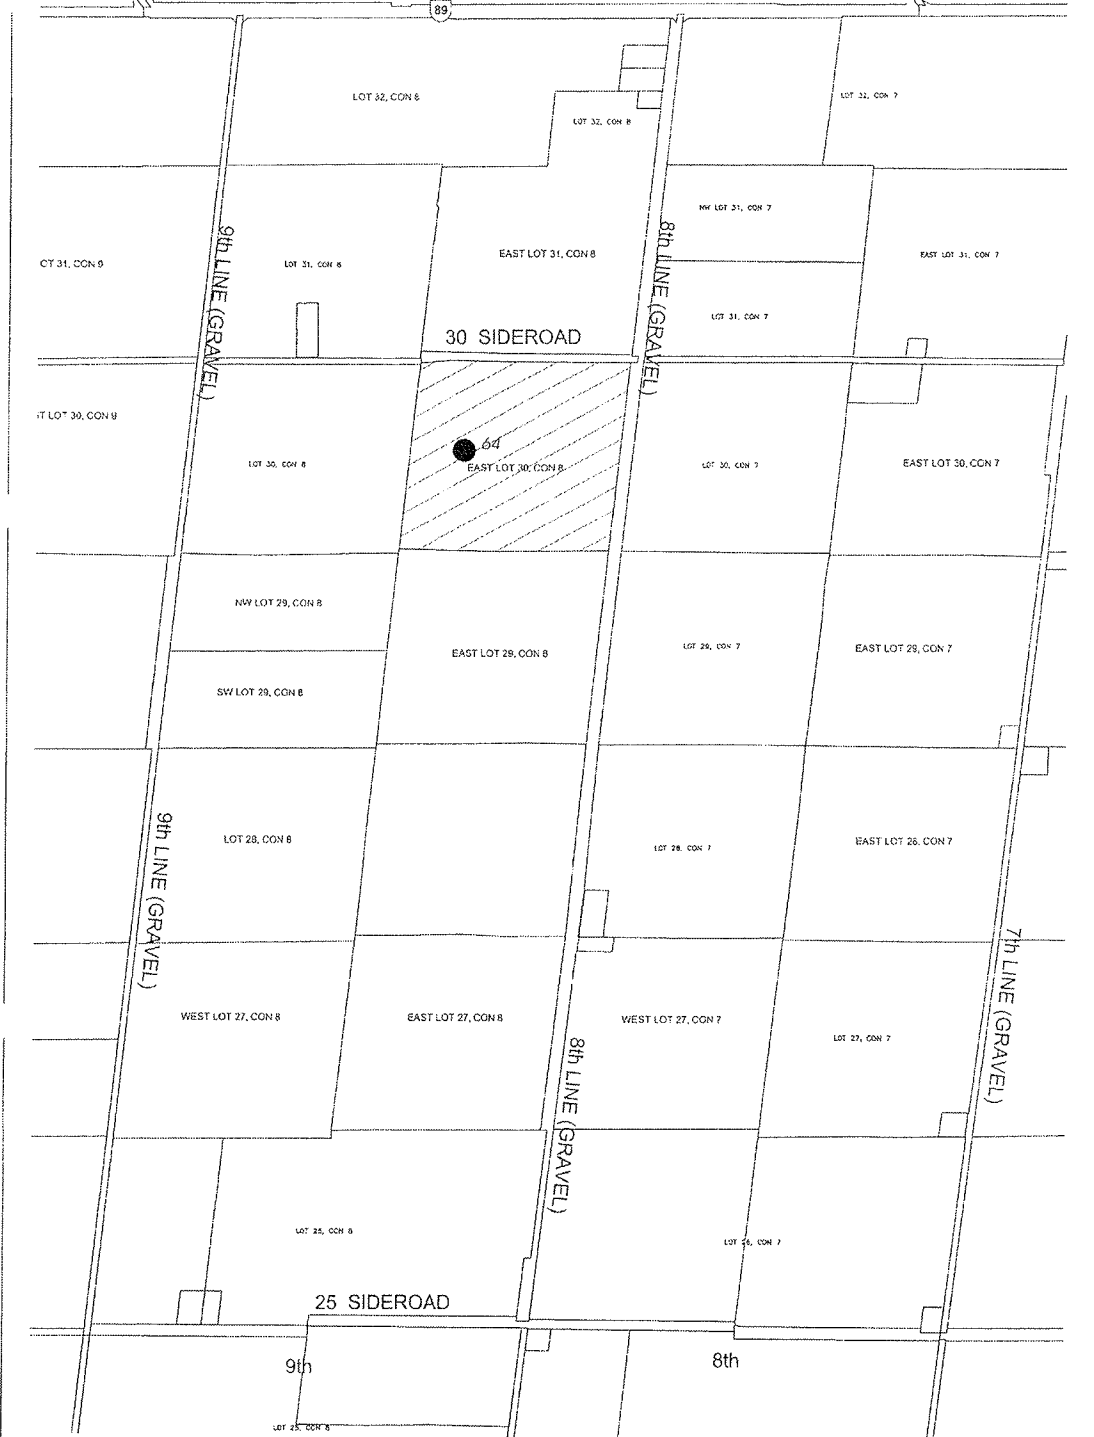 89
LOT 32, CON 8
LOT 32, CON 7
LOT 32, CON 8
NW LOT 31, CON 7
9th LINE (GRAVEL)
8th LINE (GRAVEL)
CT 31, CON 9
LOT 31, CON 8
EAST LOT 31, CON 8
EAST LOT 31, CON 7
LOT 31, CON 7
30 SIDEROAD
T LOT 30, CON 9
64
LOT 30, CON 8
EAST LOT 30, CON 8
LOT 30, CON 7
EAST LOT 30, CON 7
NW LOT 29, CON 8
EAST LOT 29, CON 8
LOT 29, CON 7
EAST LOT 29, CON 7
SW LOT 29, CON 8
9th LINE (GRAVEL)
LOT 28, CON 8
LOT 28, CON 7
EAST LOT 28, CON 7
7th LINE (GRAVEL)
WEST LOT 27, CON 8
EAST LOT 27, CON 8
WEST LOT 27, CON 7
LOT 27, CON 7
8th LINE (GRAVEL)
LOT 26, CON 8
LOT 26, CON 7
25 SIDEROAD
9th
8th
LOT 25, CON 8